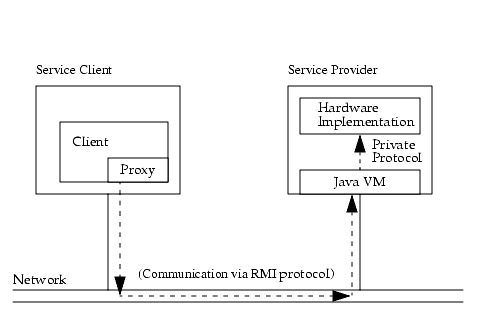 Service Client
Service Provider
Hardware
Implementation
Client
Private
Protocol
Proxy
Java VM
(Communication via RMI protocol)
Network